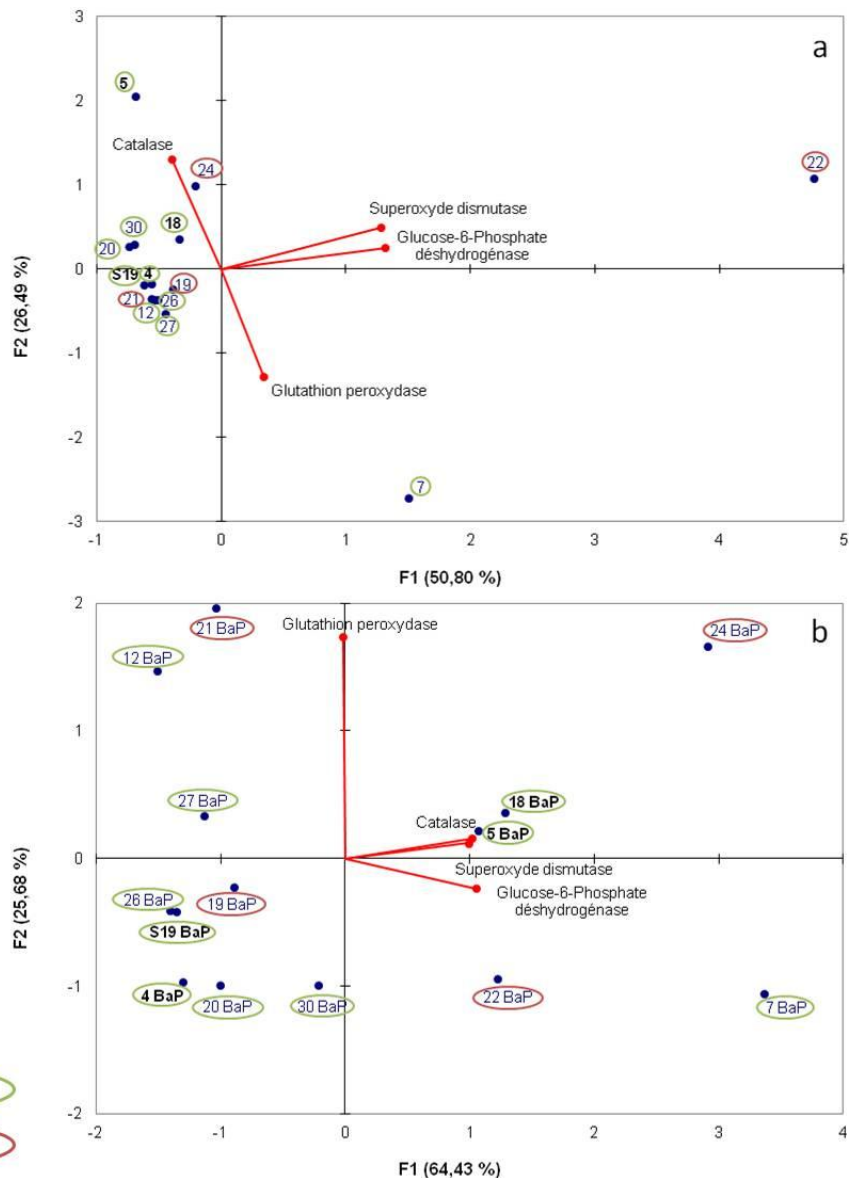 a
3
5
2
Catalase
24
22
1
Superoxyde dismutase
18
30
Glucose-6-Phosphate
déshydrogénase
20
0
S19
4
19
21
26
12
27
-1
Glutathion peroxydase
-2
7
-3
-1
0
1
2
3
4
5
F2 (26,49 %)
F1 (50,80 %)
b
2
Glutathion peroxydase
21 BaP
24 BaP
12 BaP
1
27 BaP
18 BaP
Catalase
5 BaP
0
Superoxyde dismutase
Glucose-6-Phosphate
déshydrogénase
26 BaP
19 BaP
S19 BaP
-1
4 BaP
20 BaP
30 BaP
22 BaP
7 BaP
-2
-2
-1
0
1
2
3
4
F2 (25,68 %)
F1 (64,43 %)